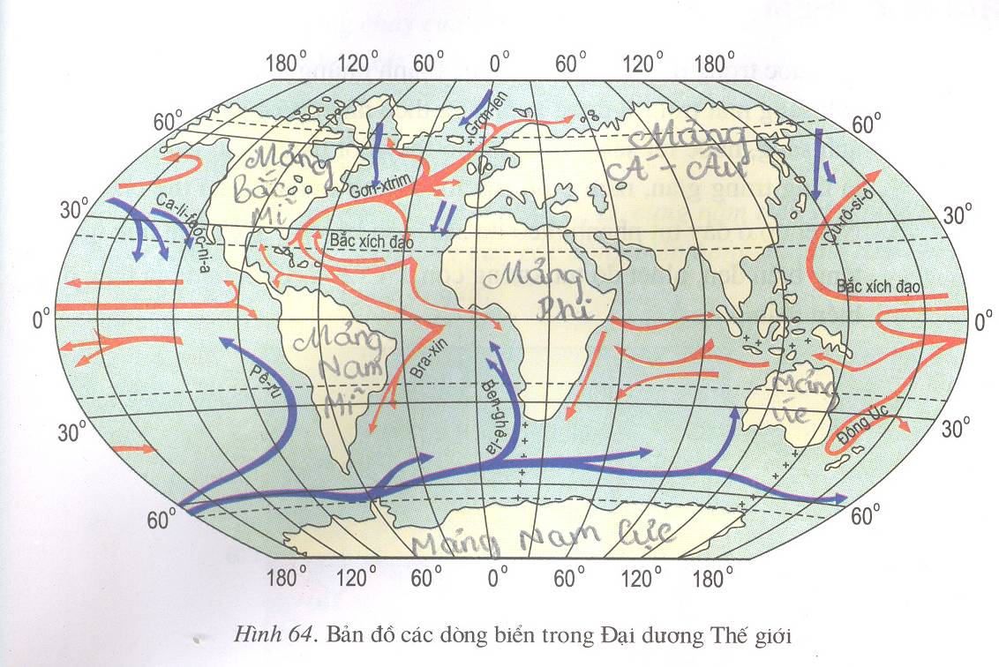 180° 120° 60° 0° 60° 120° 180°
60°
60°
30°
30°
0°
0°
30°
30°
60°
60°
Grơn-len
Mảng
Bắc
Mĩ
Mảng
Á - Âu
Gơn-xtrim
Ca-li-foóc-ni-a
Cư-rô-si-ô
Bắc xích đạo
Mảng
Phi
Bắc xích đạo
Mảng
Nam
Mĩ
Bra-xin
Pê-ru
Ben-ghê-la
Mảng
Úc
Đông Úc
Mảng Nam Cực
180° 120° 60° 0° 60° 120° 180°
Hình 64. Bản đồ các dòng biển trong Đại dương Thế giới